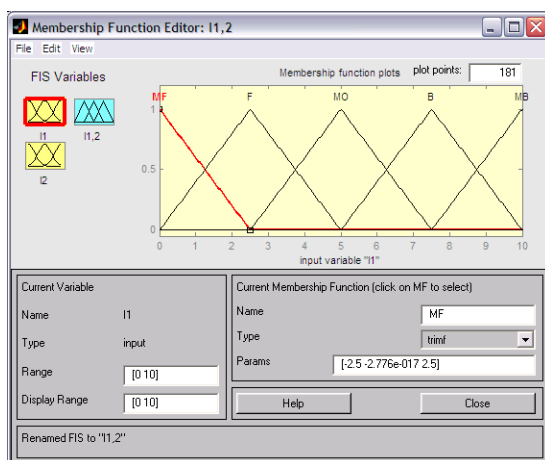 Membership Function Editor: I1,2
File Edit View
FIS Variables
I1
I1,2
I2
Membership function plots
plot points:
181
MF
F
MO
B
MB
1
0.5
0
0 1 2 3 4 5 6 7 8 9 10
input variable "I1"
Current Variable
Name
I1
Type
input
Range
[0 10]
Display Range
[0 10]
Current Membership Function (click on MF to select)
Name
MF
Type
trimf
Params
[-2.5 -2.776e-017 2.5]
Help
Close
Renamed FIS to "I1,2"